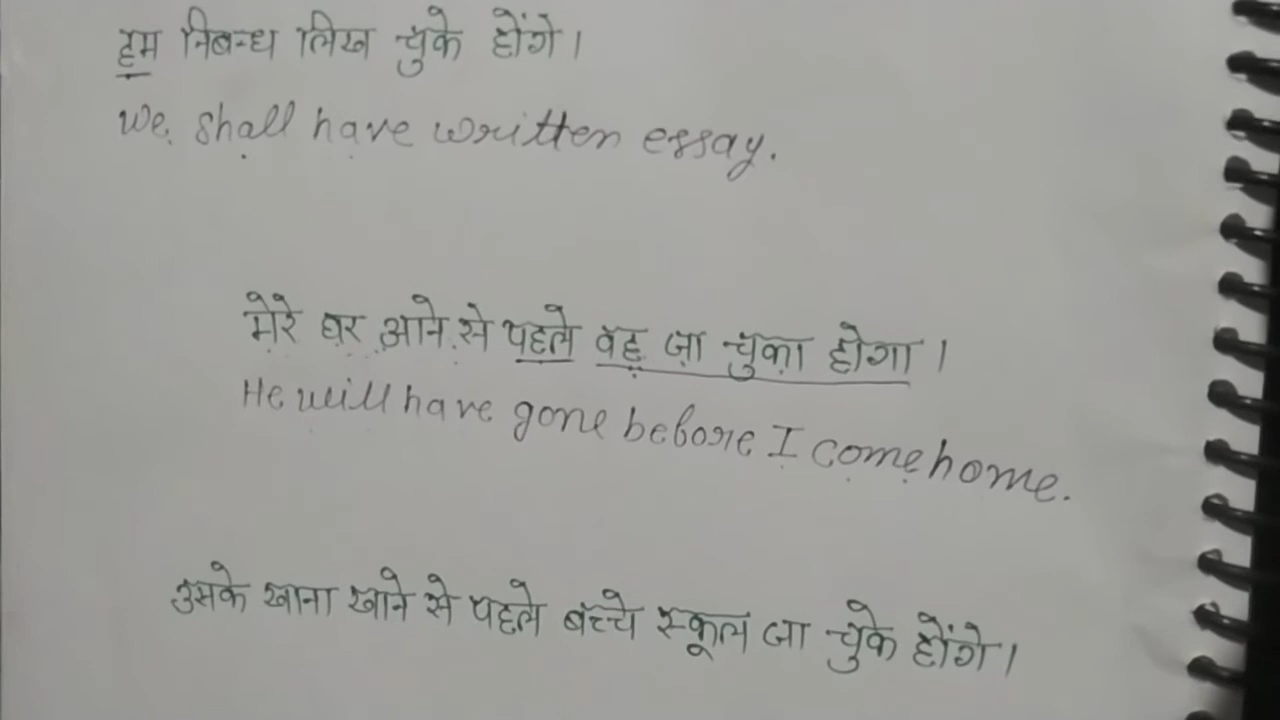 हम निबन्ध लिख चुके होंगे।
We shall have written essay.
मेरे घर आने से पहले वह जा चुका होगा।
He will have gone before I come home.
उसके खाना खाने से पहले बच्चे स्कूल जा चुके होंगे।